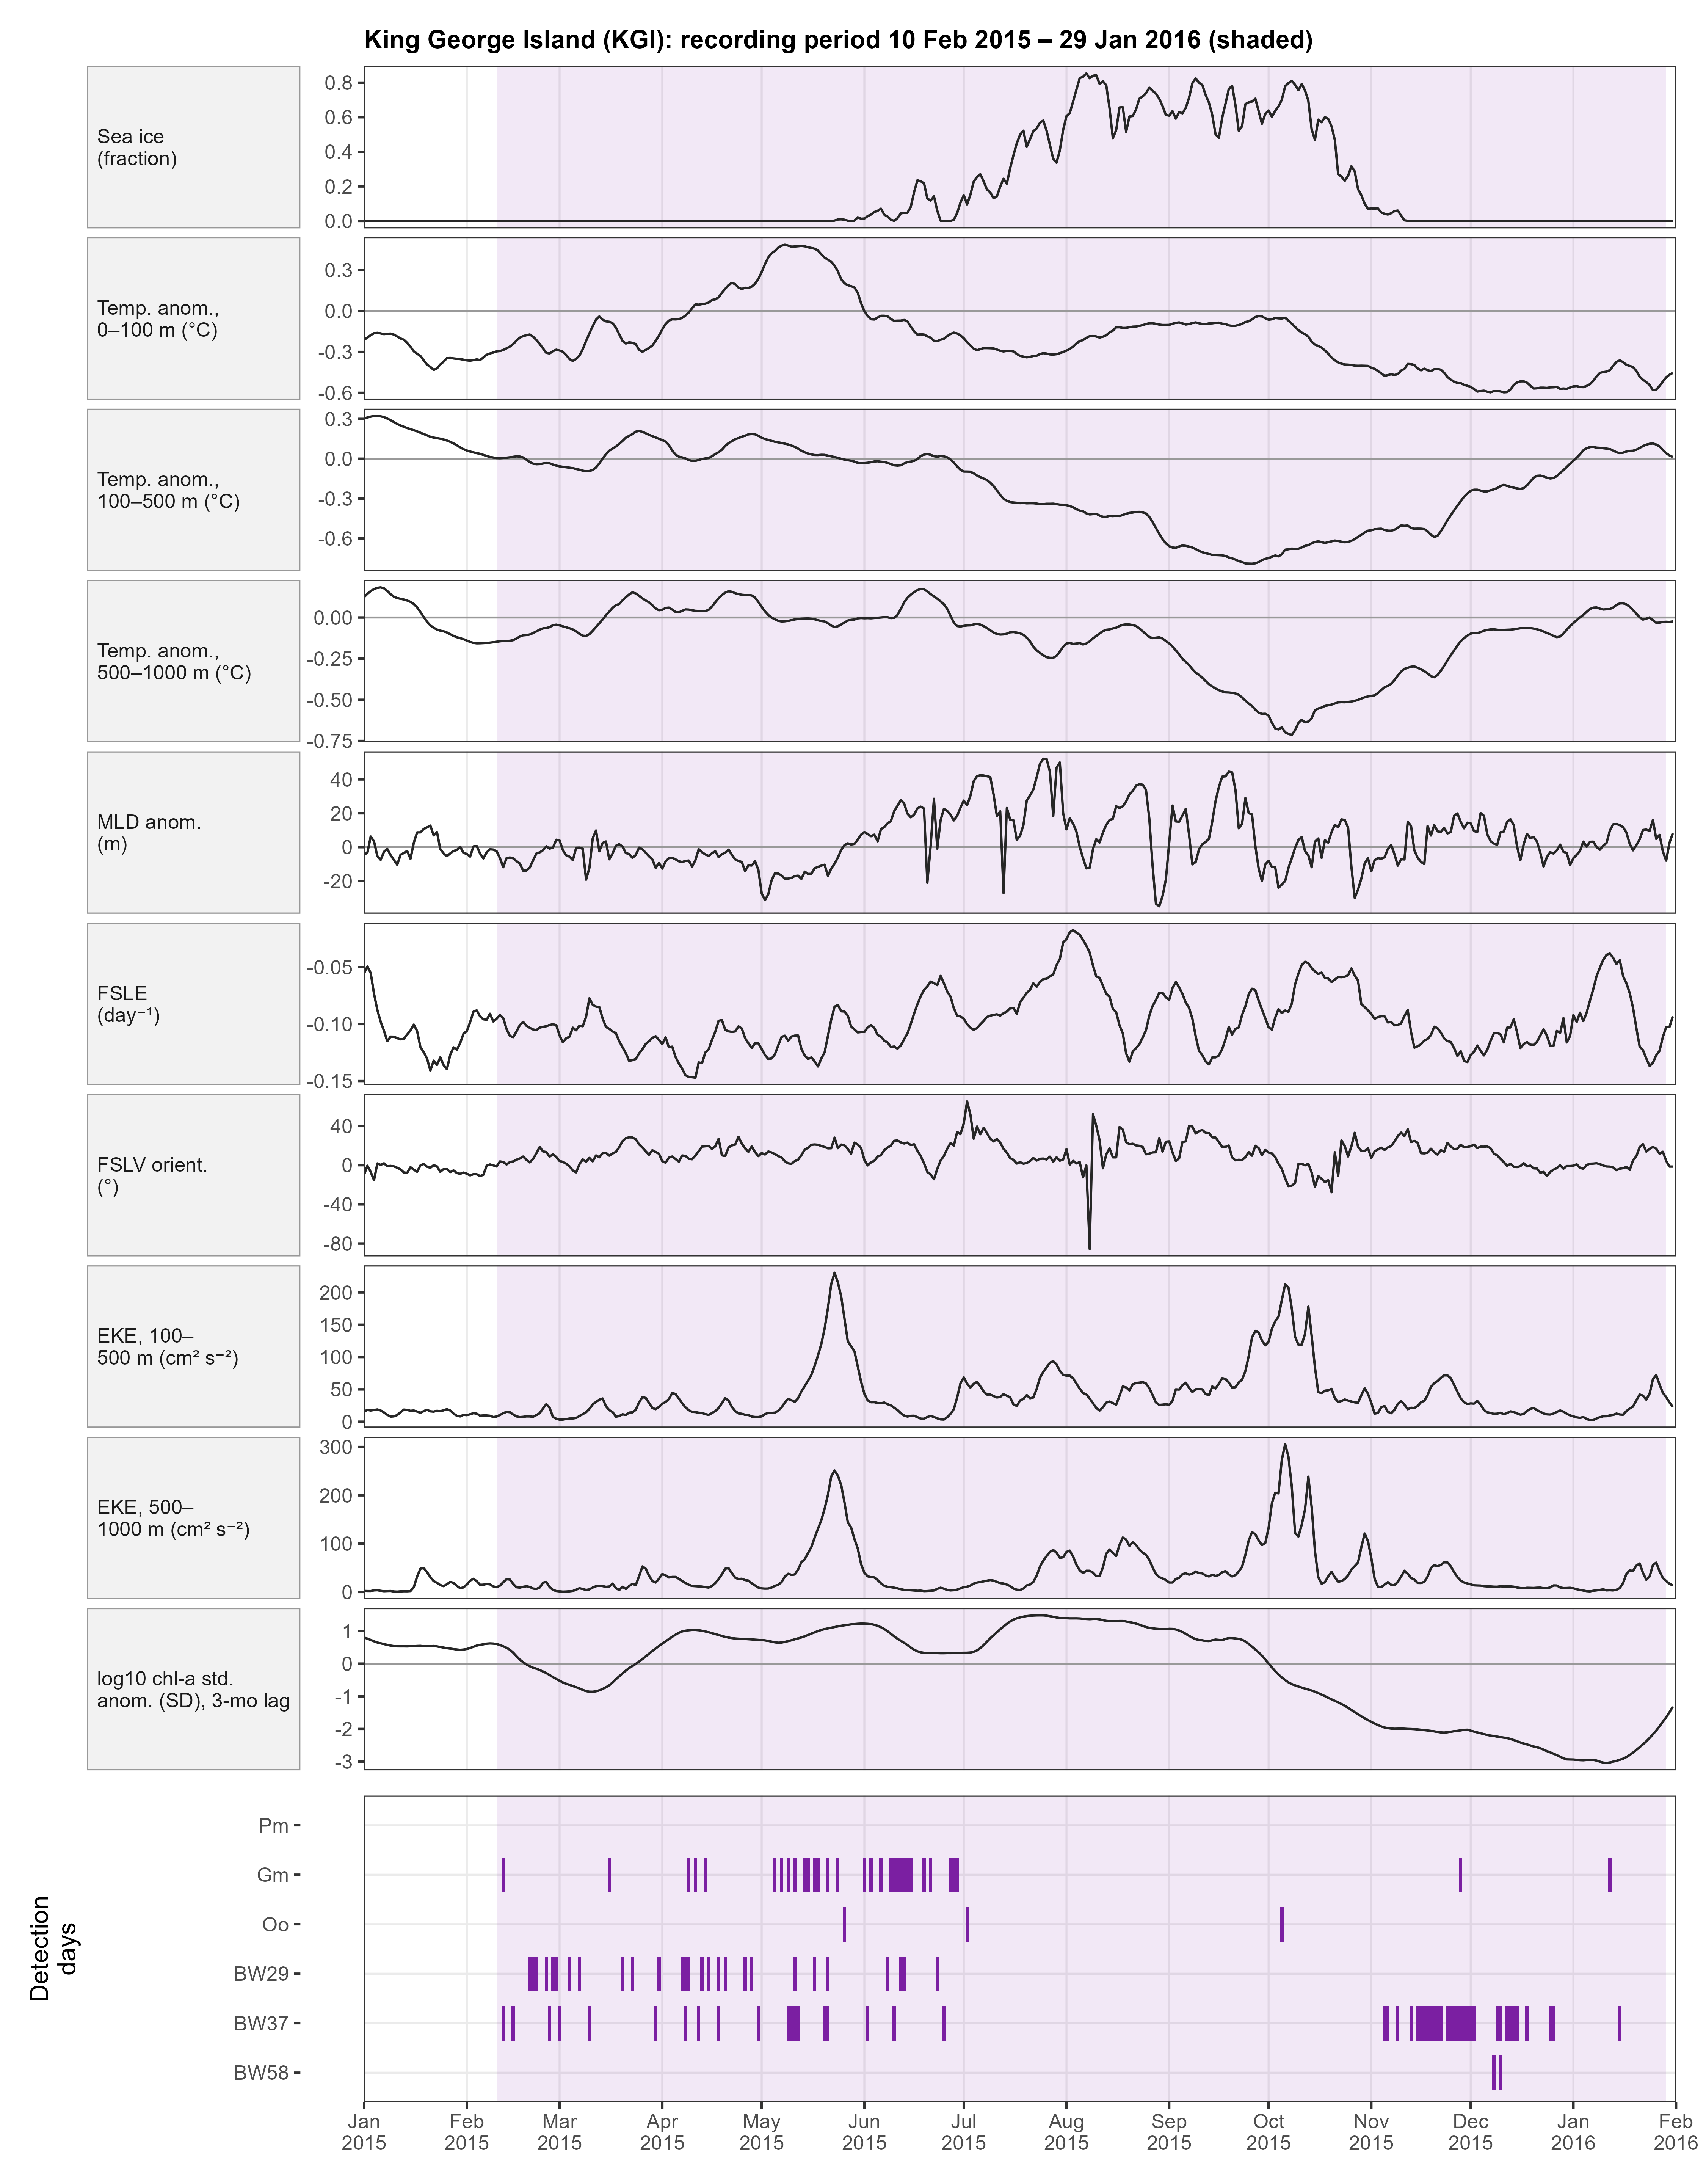 King George Island (KGI): recording period 10 Feb 2015 – 29 Jan 2016 (shaded)
Sea ice
(fraction)
0.8
0.6
0.4
0.2
0.0
Temp. anom.,
0–100 m (°C)
0.3
0.0
-0.3
-0.6
Temp. anom.,
100–500 m (°C)
0.3
0.0
-0.3
-0.6
Temp. anom.,
500–1000 m (°C)
0.00
-0.25
-0.50
-0.75
MLD anom.
(m)
40
20
0
-20
FSLE
(day⁻¹)
-0.05
-0.10
-0.15
FSLV orient.
(°)
40
0
-40
-80
EKE, 100–
500 m (cm² s⁻²)
200
150
100
50
0
EKE, 500–
1000 m (cm² s⁻²)
300
200
100
0
log10 chl-a std.
anom. (SD), 3-mo lag
1
0
-1
-2
-3
Detection
days
Pm
Gm
Oo
BW29
BW37
BW58
Jan Feb Mar Apr May Jun Jul Aug Sep Oct Nov Dec Jan Feb
2015 2015 2015 2015 2015 2015 2015 2015 2015 2015 2015 2015 2016 2016